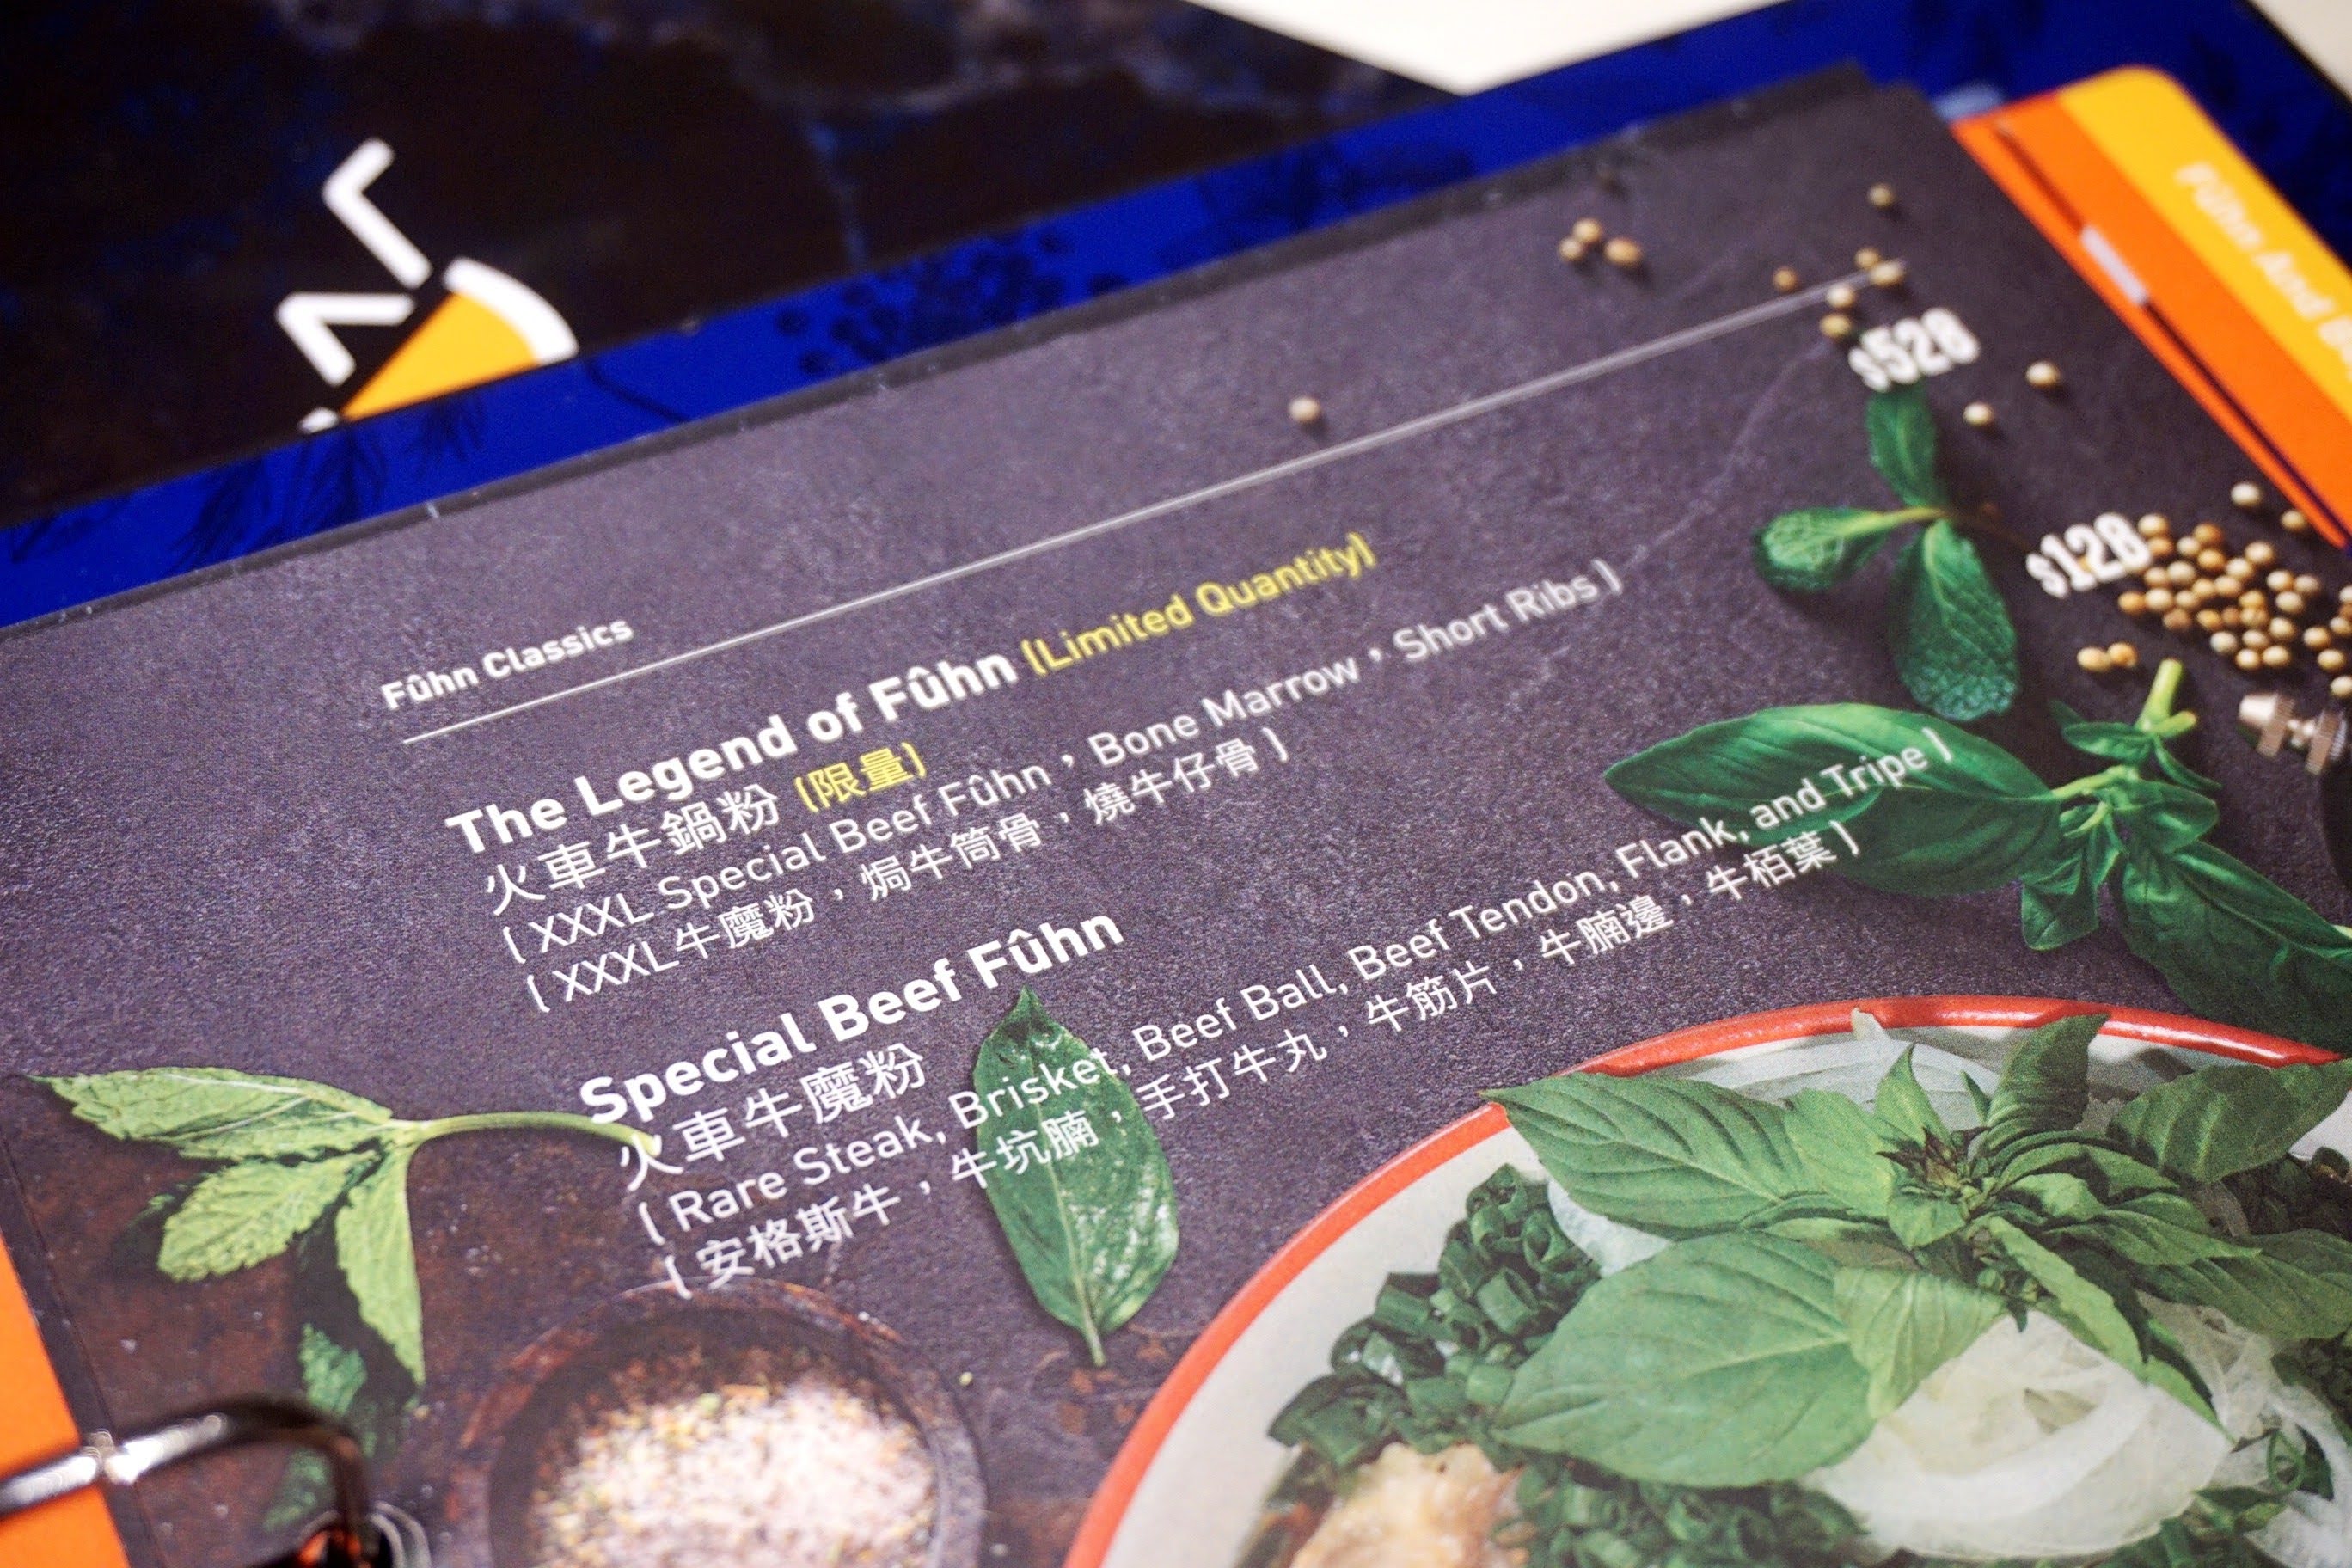 Fûhn And
Fûhn Classics
The Legend of Fûhn (Limited Quantity) $528
火車牛鍋粉 (限量)
( XXXL Special Beef Fûhn，Bone Marrow，Short Ribs )
( XXXL牛魔粉，焗牛筒骨，燒牛仔骨 )
Special Beef Fûhn $128
火車牛魔粉
( Rare Steak, Brisket, Beef Ball, Beef Tendon, Flank, and Tripe )
( 安格斯牛，牛坑腩，手打牛丸，牛筋片，牛腩邊，牛栢葉 )